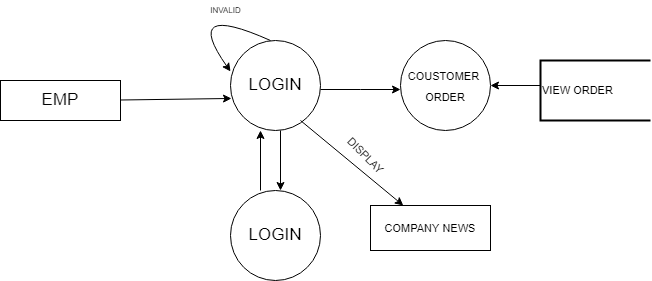 INVALID
EMP
LOGIN
COUSTOMER
ORDER
VIEW ORDER
DISPLAY
LOGIN
COMPANY NEWS